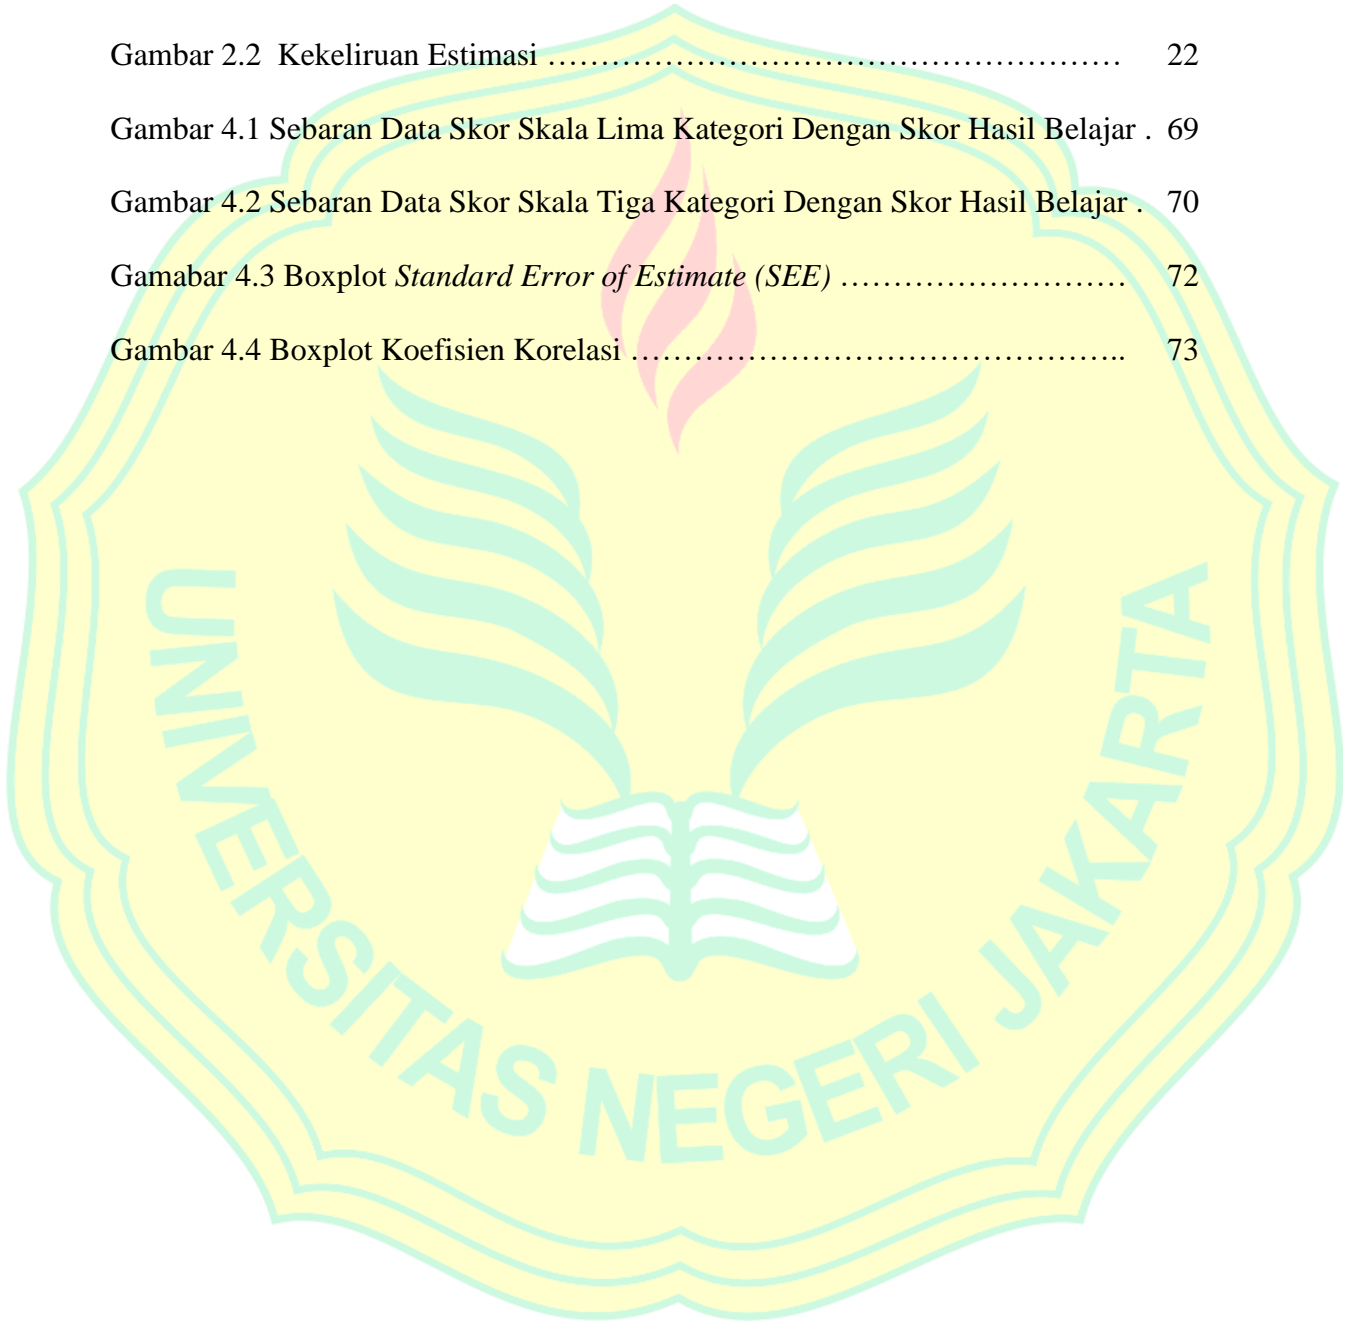 Gambar 2.2  Kekeliruan Estimasi ……………………………………………… 22
Gambar 4.1 Sebaran Data Skor Skala Lima Kategori Dengan Skor Hasil Belajar . 69
Gambar 4.2 Sebaran Data Skor Skala Tiga Kategori Dengan Skor Hasil Belajar . 70
Gamabar 4.3 Boxplot Standard Error of Estimate (SEE) ……………………… 72
Gambar 4.4 Boxplot Koefisien Korelasi ……………………………………….. 73
UNIVERSITAS NEGERI JAKARTA